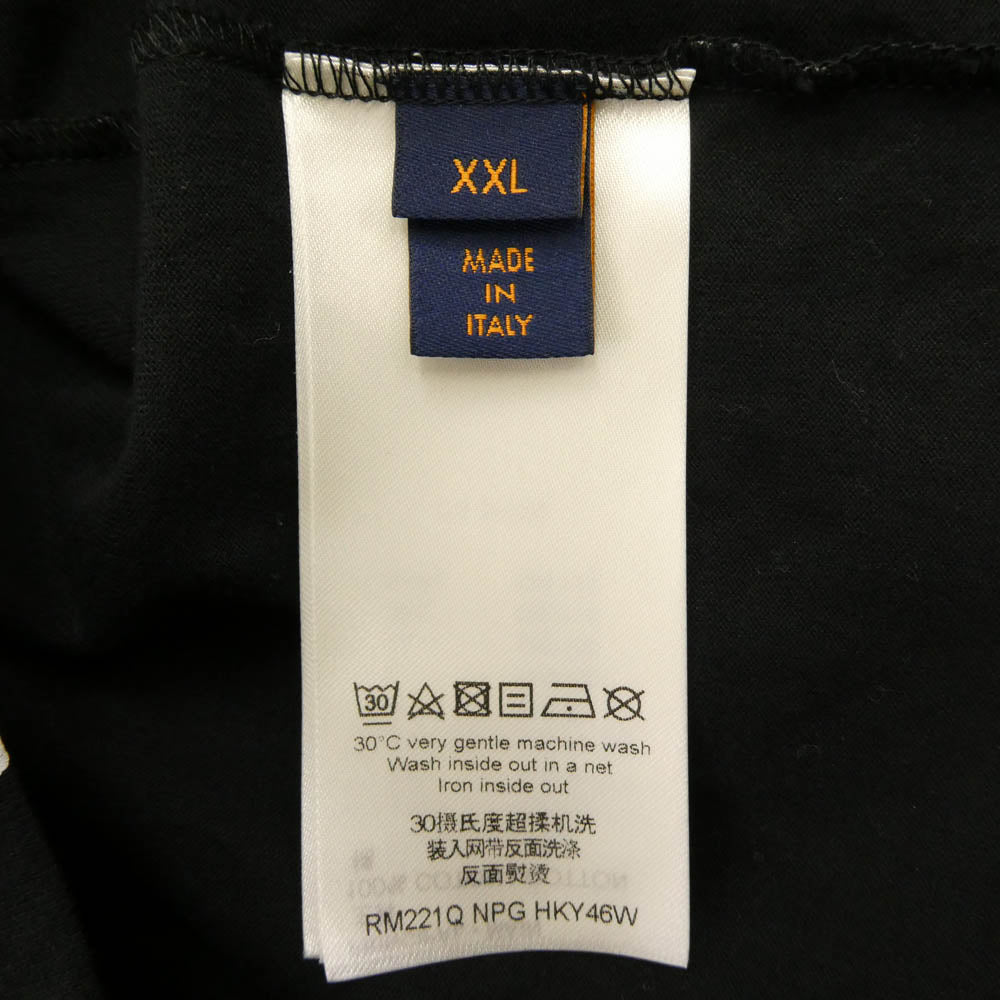 XXL
MADE
IN
ITALY
30
30°C very gentle machine wash
Wash inside out in a net
Iron inside out
30摄氏度超揉机洗
装入网带反面洗涤
反面熨烫
100% COTTON
RM221Q NPG HKY46W